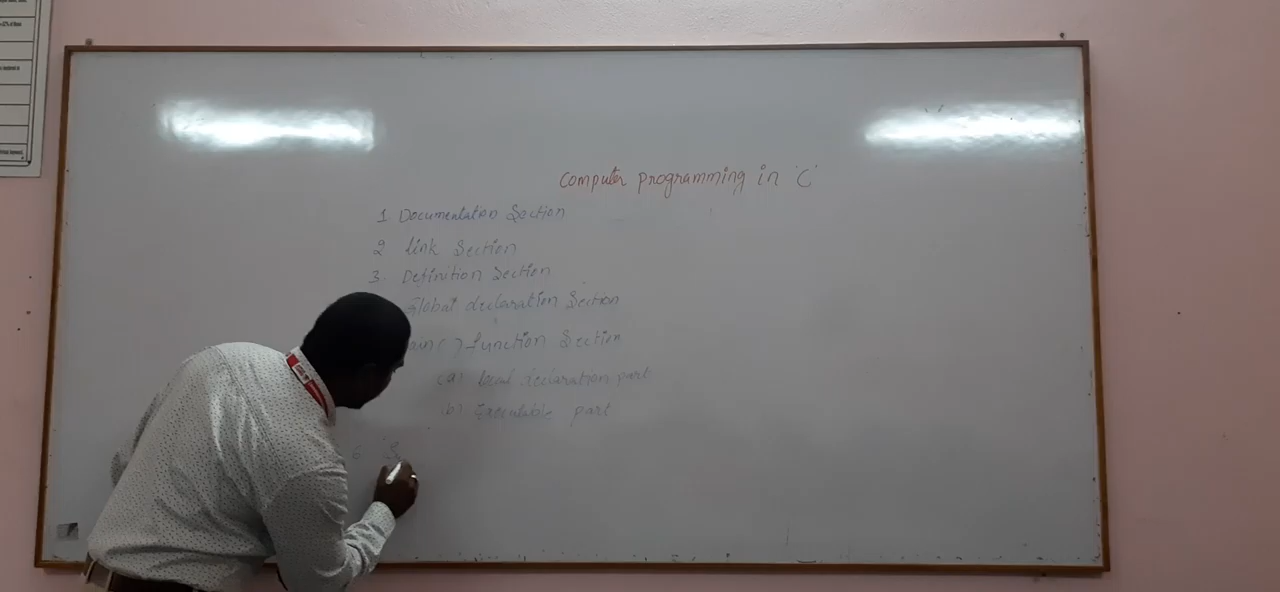 Computer programming in 'C'
1 Documentation Section
2 link Section
3. Definition Section
Global declaration Section
( ) function Section
(a) local declaration part
(b) Executable part
6